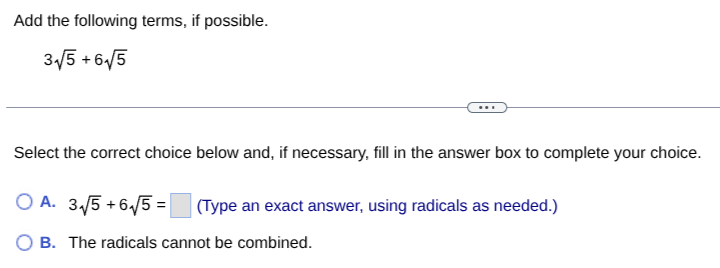 Add the following terms, if possible.
3√5 + 6√5
Select the correct choice below and, if necessary, fill in the answer box to complete your choice.
A. 3√5 + 6√5 = (Type an exact answer, using radicals as needed.)
B. The radicals cannot be combined.